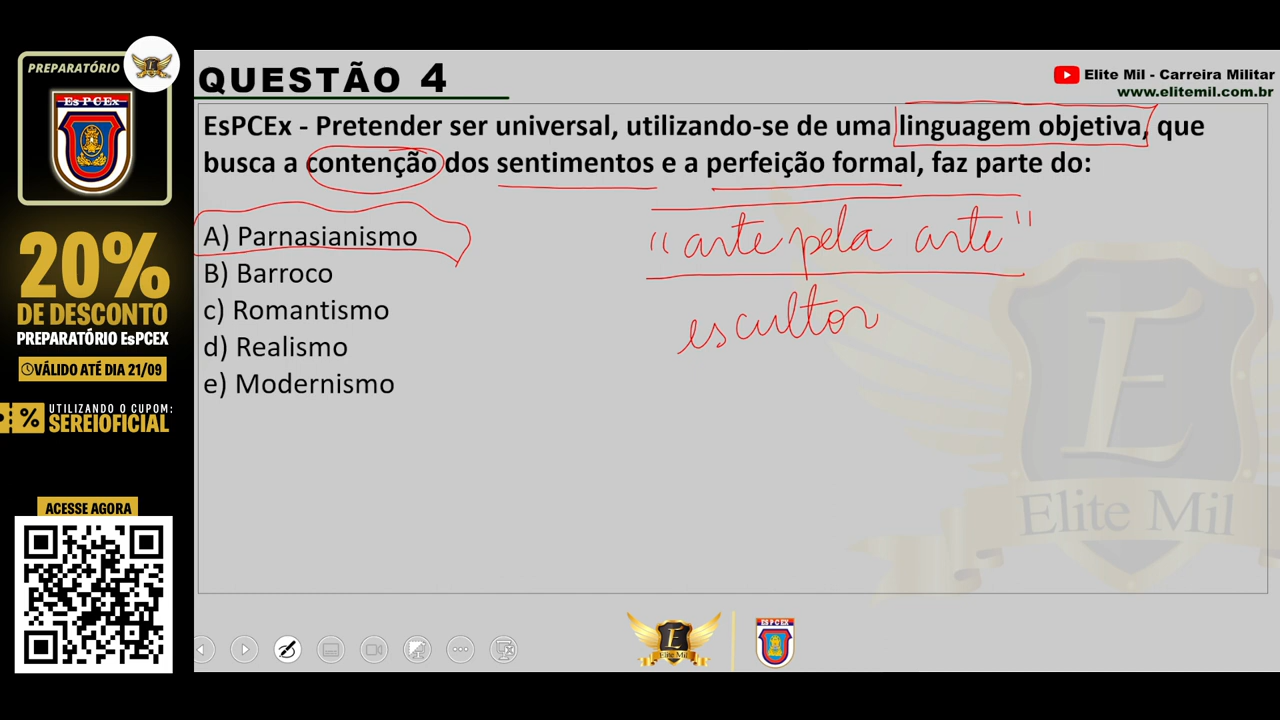 PREPARATÓRIO
EsPCEx
20%
DE DESCONTO
PREPARATÓRIO EsPCEX
VÁLIDO ATÉ DIA 21/09
%
UTILIZANDO O CUPOM:
SEREIOFICIAL
ACESSE AGORA
QUESTÃO 4
Elite Mil - Carreira Militar
www.elitemil.com.br
EsPCEx - Pretender ser universal, utilizando-se de uma linguagem objetiva, que
busca a contenção dos sentimentos e a perfeição formal, faz parte do:
A) Parnasianismo
B) Barroco
c) Romantismo
d) Realismo
e) Modernismo
"arte pela arte"
escultor
E
Elite Mil
E
Elite Mil
ESPCEX